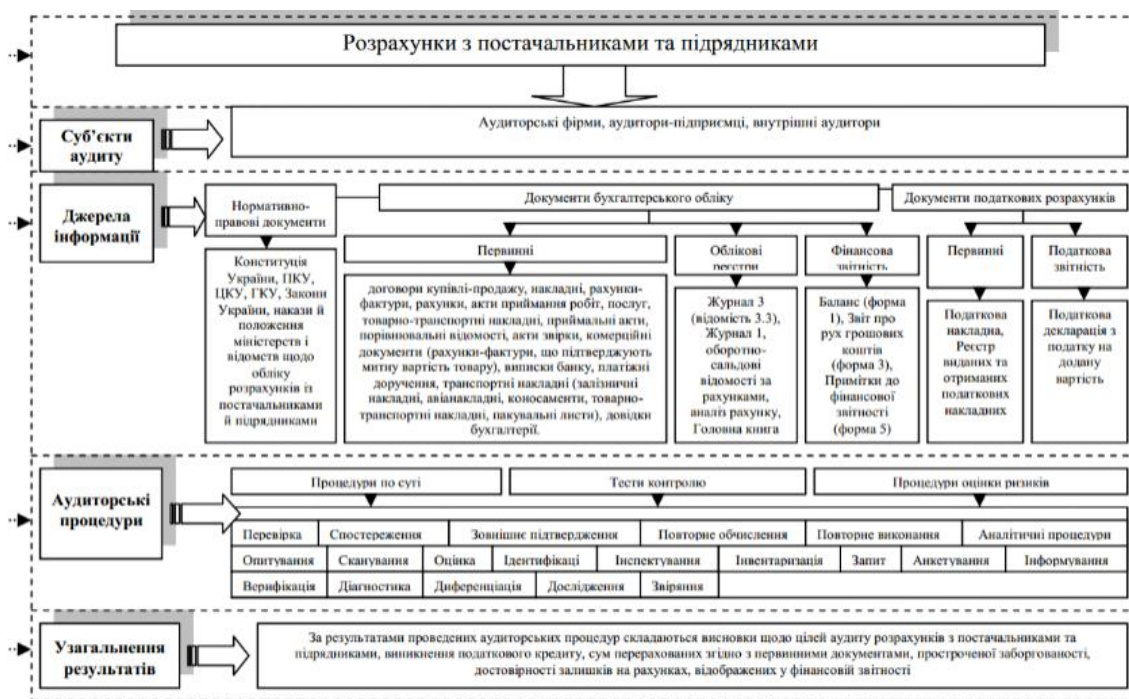 Розрахунки з постачальниками та підрядниками
Суб’єкти
аудиту
Аудиторські фірми, аудитори-підприємці, внутрішні аудитори
Джерела
інформації
Нормативно-
правові документи
Документи бухгалтерського обліку
Документи податкових розрахунків
Первинні
Облікові
реєстри
Фінансова
звітність
Первинні
Податкова
звітність
Конституція
України, ПКУ,
ЦКУ, ГКУ, Закони
України, накази й
положення
міністерств і
відомств щодо
обліку
розрахунків із
постачальниками
й підрядниками
договори купівлі-продажу, накладні, рахунки-
фактури, рахунки, акти приймання робіт, послуг,
товарно-транспортні накладні, приймальні акти,
порівнювальні відомості, акти звірки, комерційні
документи (рахунки-фактури, що підтверджують
митну вартість товару), виписки банку, платіжні
доручення, транспортні накладні (залізничні
накладні, авіанакладні, коносаменти, товарно-
транспортні накладні, пакувальні листи), довідки
бухгалтерії.
Журнал 3
(відомість 3.3),
Журнал 1,
оборотно-
сальдові
відомості за
рахунками,
аналіз рахунку,
Головна книга
Баланс (форма
1), Звіт про
рух грошових
коштів
(форма 3),
Примітки до
фінансової
звітності
(форма 5)
Податкова
накладна,
Реєстр
виданих та
отриманих
податкових
накладних
Податкова
декларація з
податку на
додану
вартість
Аудиторські
процедури
Процедури по суті
Тести контролю
Процедури оцінки ризиків
Перевірка Спостереження Зовнішнє підтвердження Повторне обчислення Повторне виконання Аналітичні процедури
Опитування Сканування Оцінка Ідентифікаці Інспектування Інвентаризація Запит Анкетування Інформування
Верифікація Діагностика Диференціація Дослідження Звіряння
Узагальнення
результатів
За результатами проведених аудиторських процедур складаються висновки щодо цілей аудиту розрахунків з постачальниками та
підрядниками, виникнення податкового кредиту, сум перерахованих згідно з первинними документами, простроченої заборгованості,
достовірності залишків на рахунках, відображених у фінансовій звітності